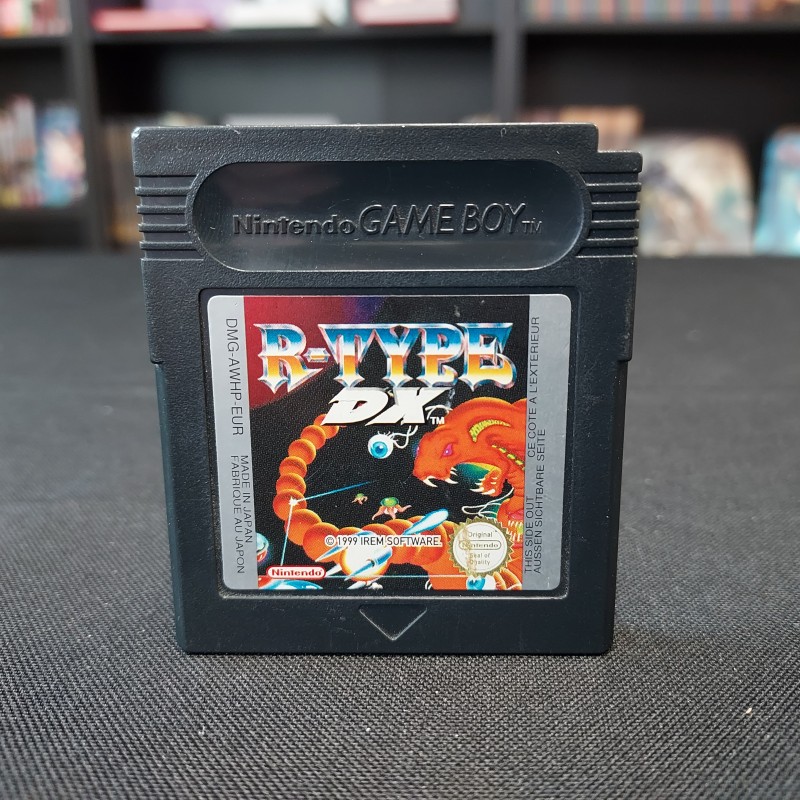 Nintendo GAME BOY TM
DMG-AWHP-EUR
MADE IN JAPAN
FABRIQUE AU JAPON
R-TYPE
DX TM
© 1999 IREM SOFTWARE
Nintendo
Original
Nintendo
Seal of
Quality
THIS SIDE OUT CE COTE A L'EXTERIEUR
AUSSEN SICHTBARE SEITE